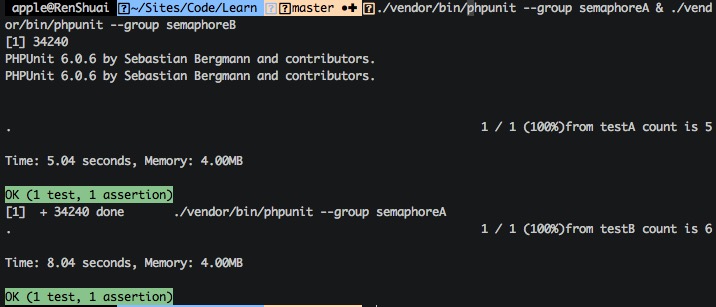 apple@RenShuai ~/Sites/Code/Learn master ●✚ ./vendor/bin/phpunit --group semaphoreA & ./vend
or/bin/phpunit --group semaphoreB
[1] 34240
PHPUnit 6.0.6 by Sebastian Bergmann and contributors.
PHPUnit 6.0.6 by Sebastian Bergmann and contributors.
. 1 / 1 (100%)from testA count is 5
Time: 5.04 seconds, Memory: 4.00MB
OK (1 test, 1 assertion)
[1]  + 34240 done       ./vendor/bin/phpunit --group semaphoreA
. 1 / 1 (100%)from testB count is 6
Time: 8.04 seconds, Memory: 4.00MB
OK (1 test, 1 assertion)